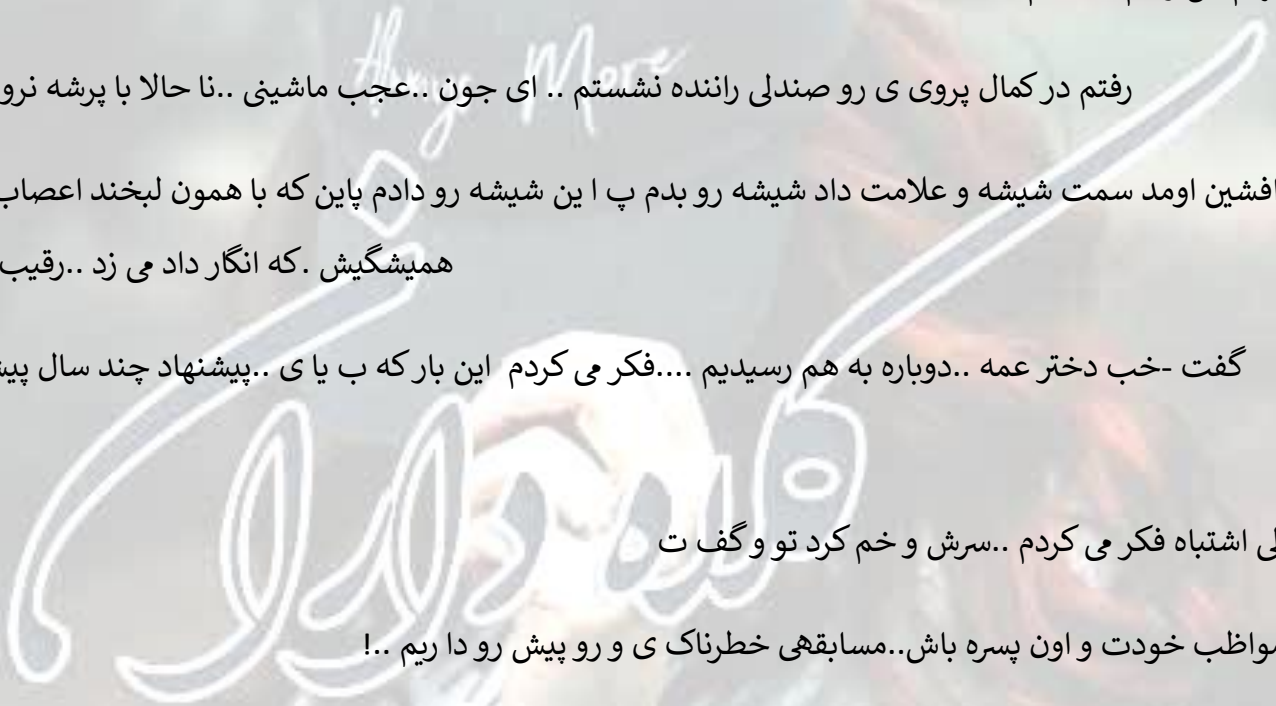 رفتم در کمال پروی ی رو صندلی راننده نشستم .. ای جون ..عجب ماشینی ..نا حالا با پرشه نرو
افشین اومد سمت شیشه و علامت داد شیشه رو بدم پ ا ین شیشه رو دادم پاین که با همون لبخند اعصاب
همیشگیش .که انگار داد می زد ..رقیب
گفت -خب دختر عمه ..دوباره به هم رسیدیم ....فکر می کردم این بار که ب یا ی ..پیشنهاد چند سال
اشتباه فکر می کردم ..سرش و خم کرد تو و گف ت
مواظب خودت و اون پسره باش..مسابقهی خطرناک ی و رو پیش رو دا ریم ..!
Always More